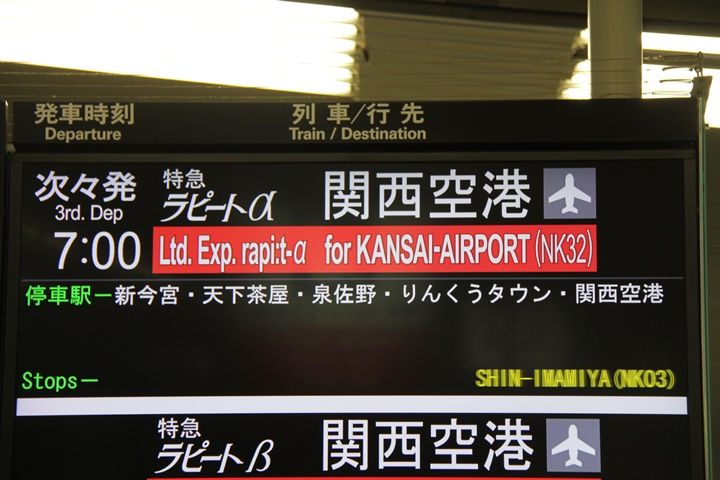 発車時刻 列車/行先
Departure Train / Destination
次々発 特急 ラピートα 関西空港
3rd. Dep
7:00 Ltd. Exp. rapi:t-α for KANSAI-AIRPORT (NK32)
停車駅ー新今宮・天下茶屋・泉佐野・りんくうタウン・関西空港
Stopsー SHIN-IMAMIYA(NK03)
特急 ラピートβ 関西空港